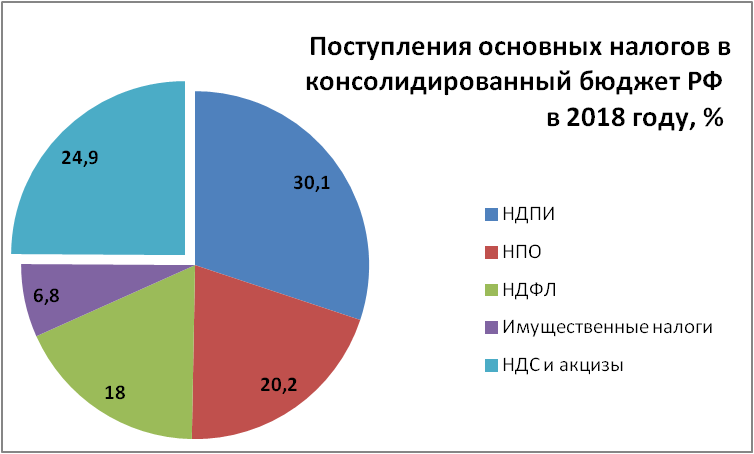 Поступления основных налогов в
консолидированный бюджет РФ
в 2018 году, %
24,9
30,1
6,8
18
20,2
НДПИ
НПО
НДФЛ
Имущественные налоги
НДС и акцизы